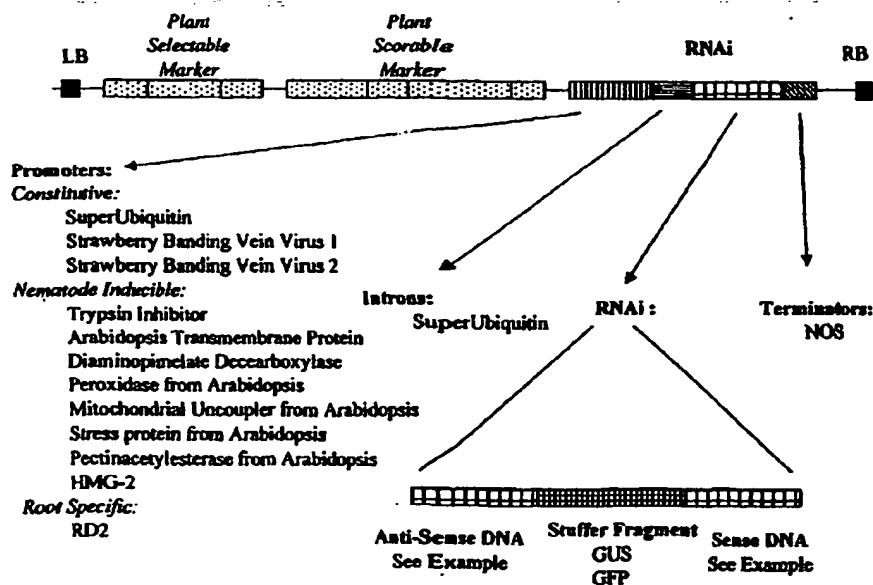 Plant
Selectable
Marker
Plant
Scorable
Marker
LB
RNAi
RB
Promoters:
Constitutive:
SuperUbiquitin
Strawberry Banding Vein Virus 1
Strawberry Banding Vein Virus 2
Nematode Inducible:
Trypsin Inhibitor
Arabidopsis Transmembrane Protein
Diaminopimelate Decearboxylase
Peroxidase from Arabidopsis
Mitochondrial Uncoupler from Arabidopsis
Stress protein from Arabidopsis
Pectinacetylesterase from Arabidopsis
HMG-2
Root Specific:
RD2
Introns:
SuperUbiquitin
RNAi :
Terminators:
NOS
Anti-Sense DNA
See Example
Stuffer Fragment
GUS
GFP
Sense DNA
See Example